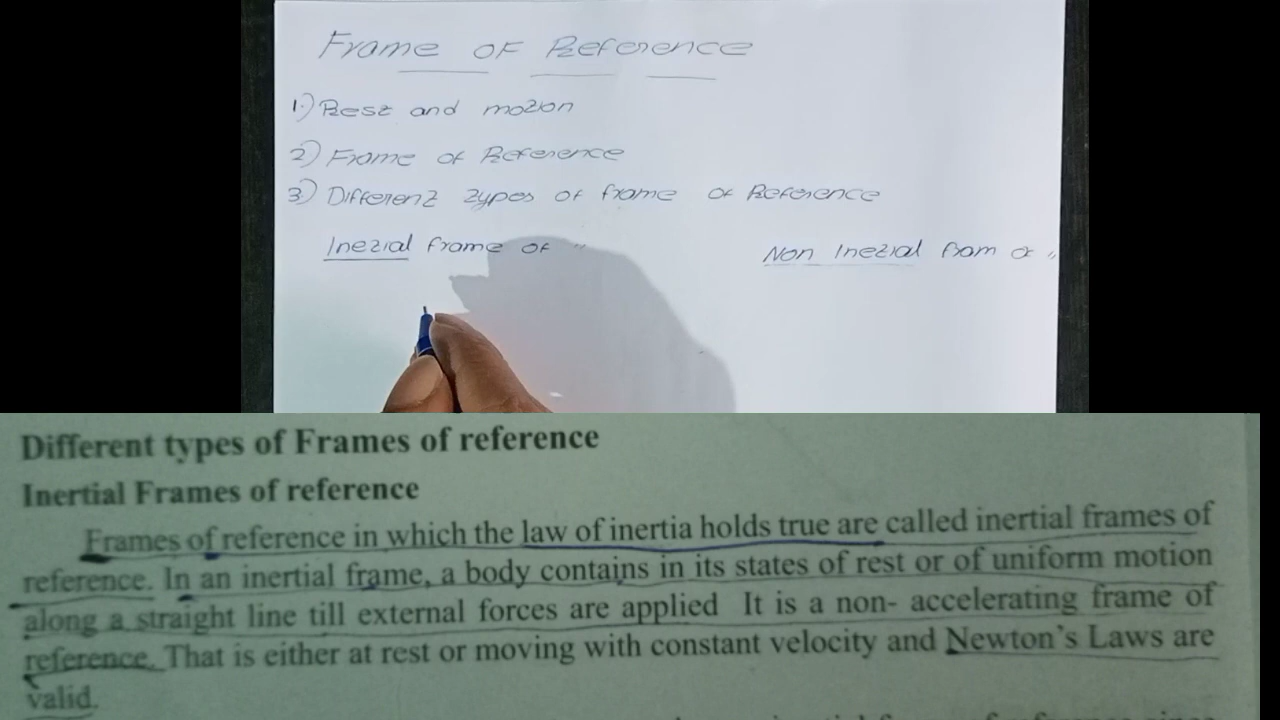 Frame of Reference
1.) Rest and motion
2) Frame of Reference
3.) Different types of frame of Reference
Inezial frame of "
Non Inezial fram of "
Different types of Frames of reference
Inertial Frames of reference
Frames of reference in which the law of inertia holds true are called inertial frames of
reference. In an inertial frame, a body contains in its states of rest or of uniform motion
along a straight line till external forces are applied It is a non- accelerating frame of
reference. That is either at rest or moving with constant velocity and Newton's Laws are
valid.